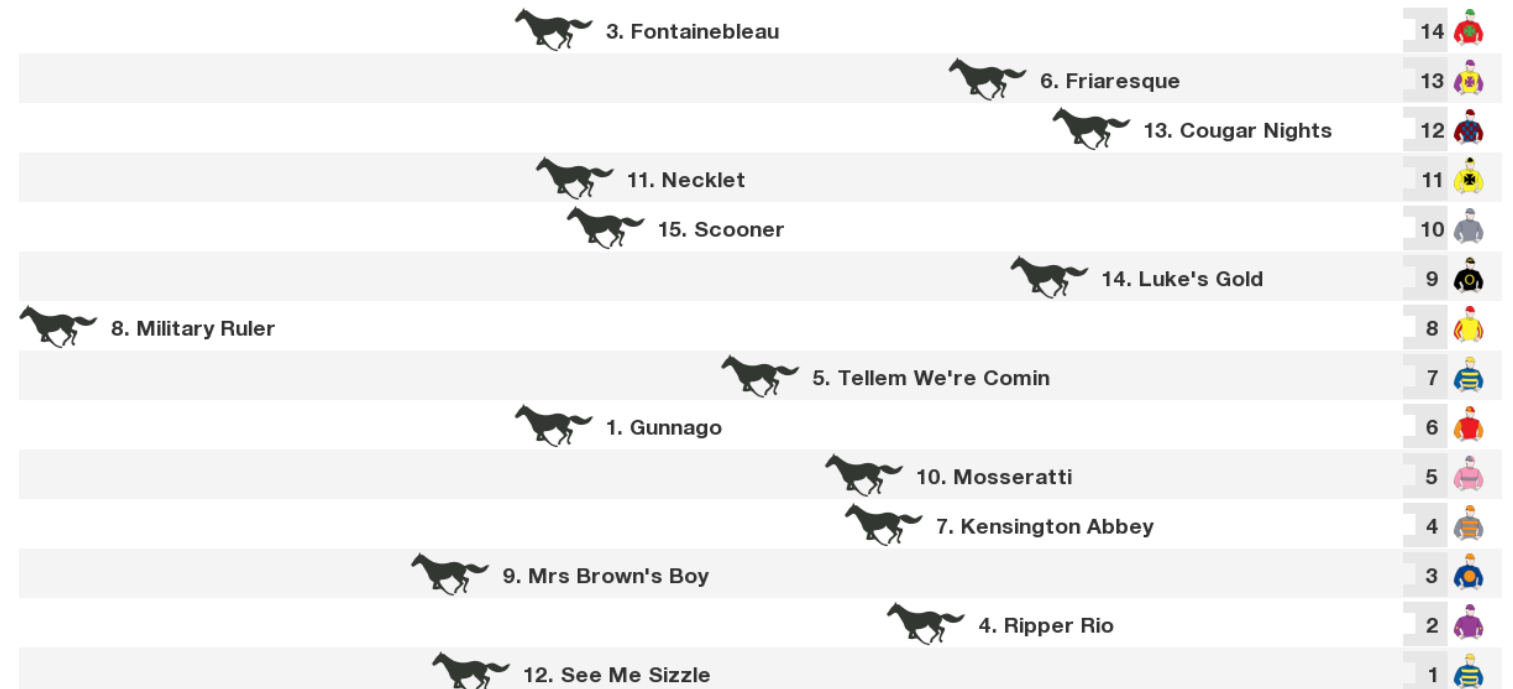 3. Fontainebleau 14
6. Friaresque 13
13. Cougar Nights 12
11. Necklet 11
15. Scooner 10
14. Luke's Gold 9
8. Military Ruler 8
5. Tellem We're Comin 7
1. Gunnago 6
10. Mosseratti 5
7. Kensington Abbey 4
9. Mrs Brown's Boy 3
4. Ripper Rio 2
12. See Me Sizzle 1